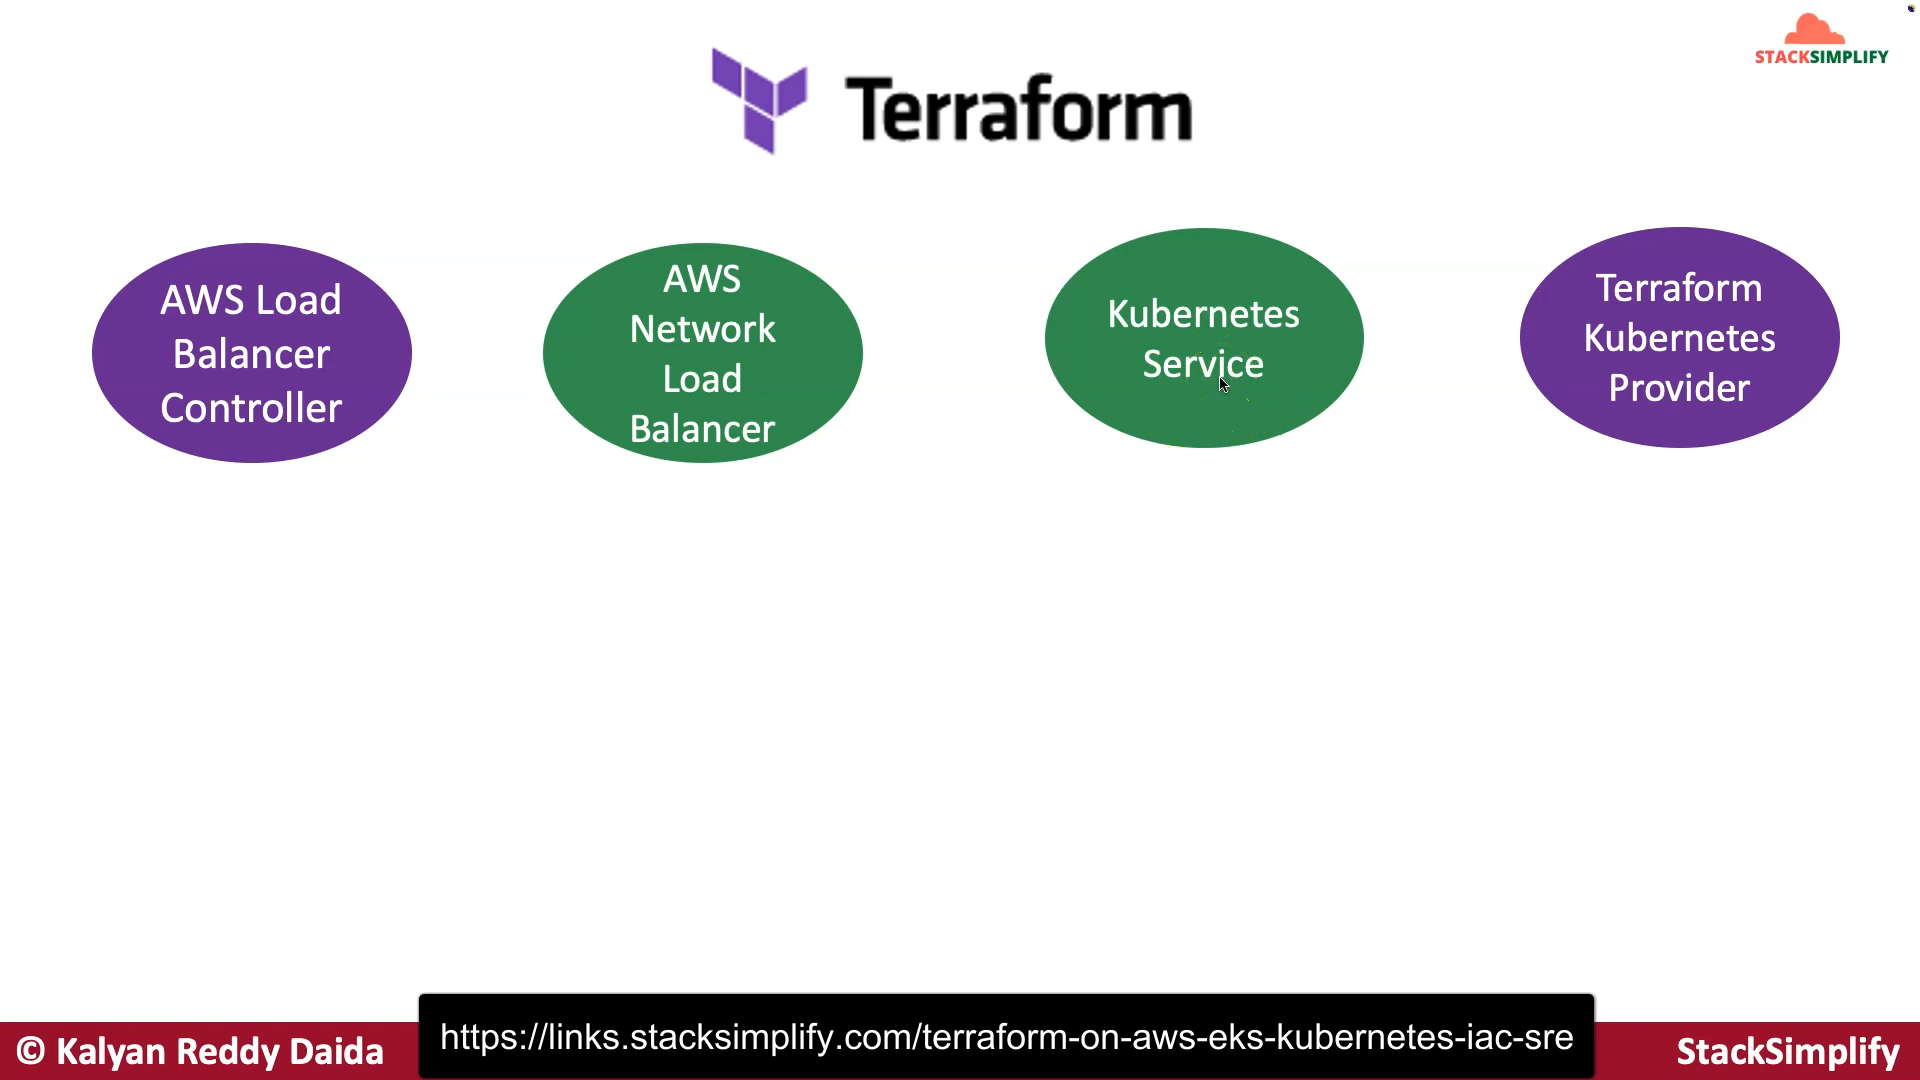 STACKSIMPLIFY
Terraform
AWS Load
Balancer
Controller
AWS
Network
Load
Balancer
Kubernetes
Service
Terraform
Kubernetes
Provider
© Kalyan Reddy Daida
https://links.stacksimplify.com/terraform-on-aws-eks-kubernetes-iac-sre
StackSimplify